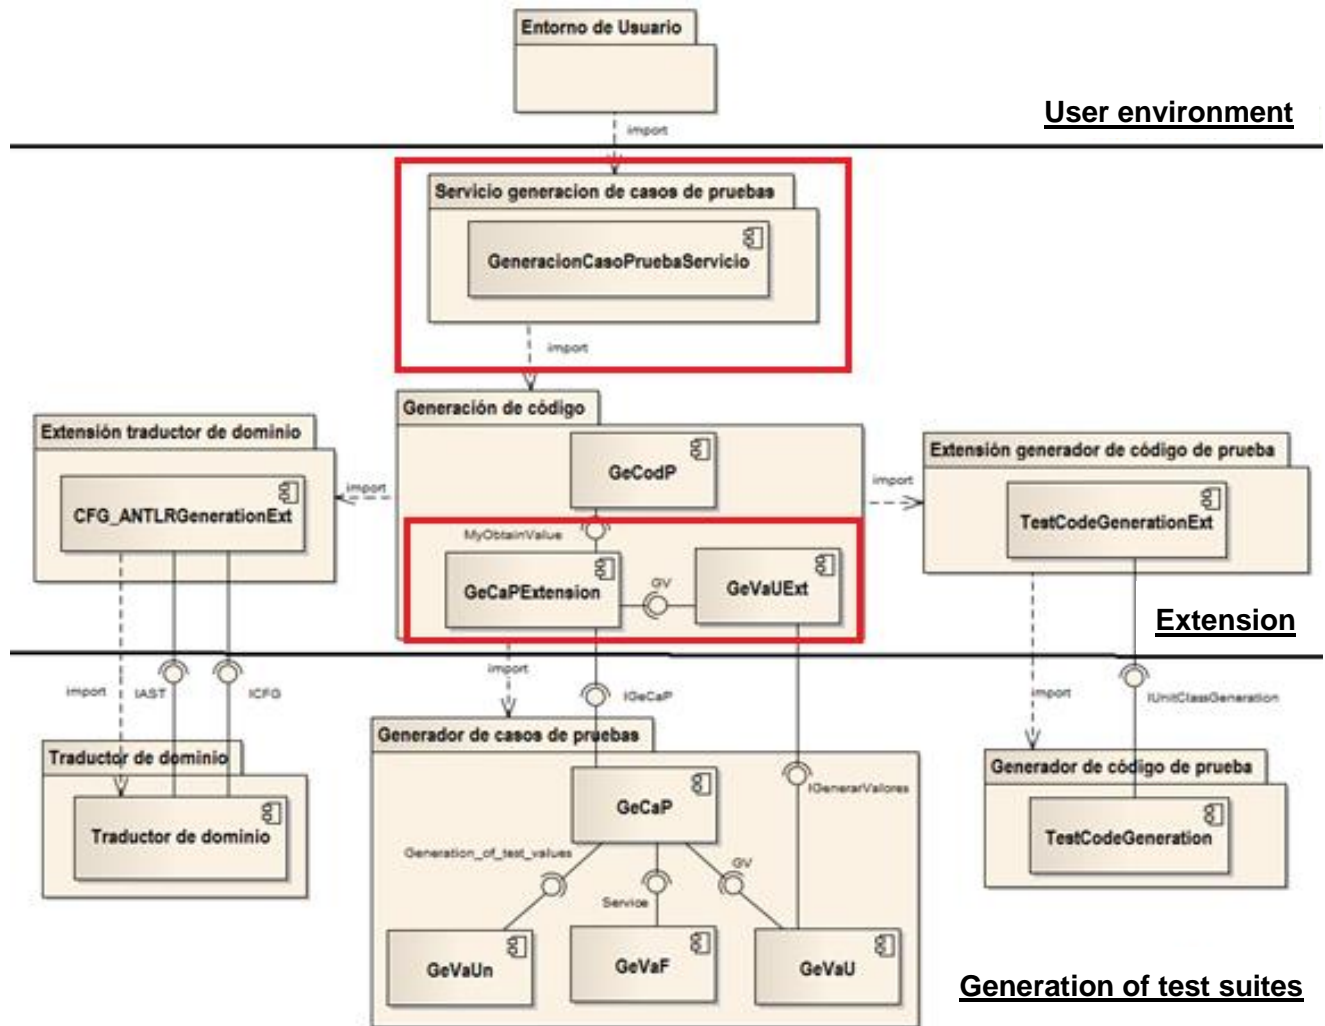 Entorno de Usuario
User environment
import
Servicio generacion de casos de pruebas
GeneracionCasoPruebaServicio
import
Generación de código
Extensión traductor de dominio
Extensión generador de código de prueba
GeCodP
import
import
CFG_ANTLRGenerationExt
TestCodeGenerationExt
MyObtainValue
GeCaPExtension
GV
GeVaUExt
Extension
import
IAST
ICFG
import
IGeCaP
import
IUnitClassGeneration
Generador de casos de pruebas
Traductor de dominio
Generador de código de prueba
IGenerarValores
GeCaP
Traductor de dominio
TestCodeGeneration
Generation_of_test_values
GV
Service
GeVaUn
GeVaF
GeVaU
Generation of test suites